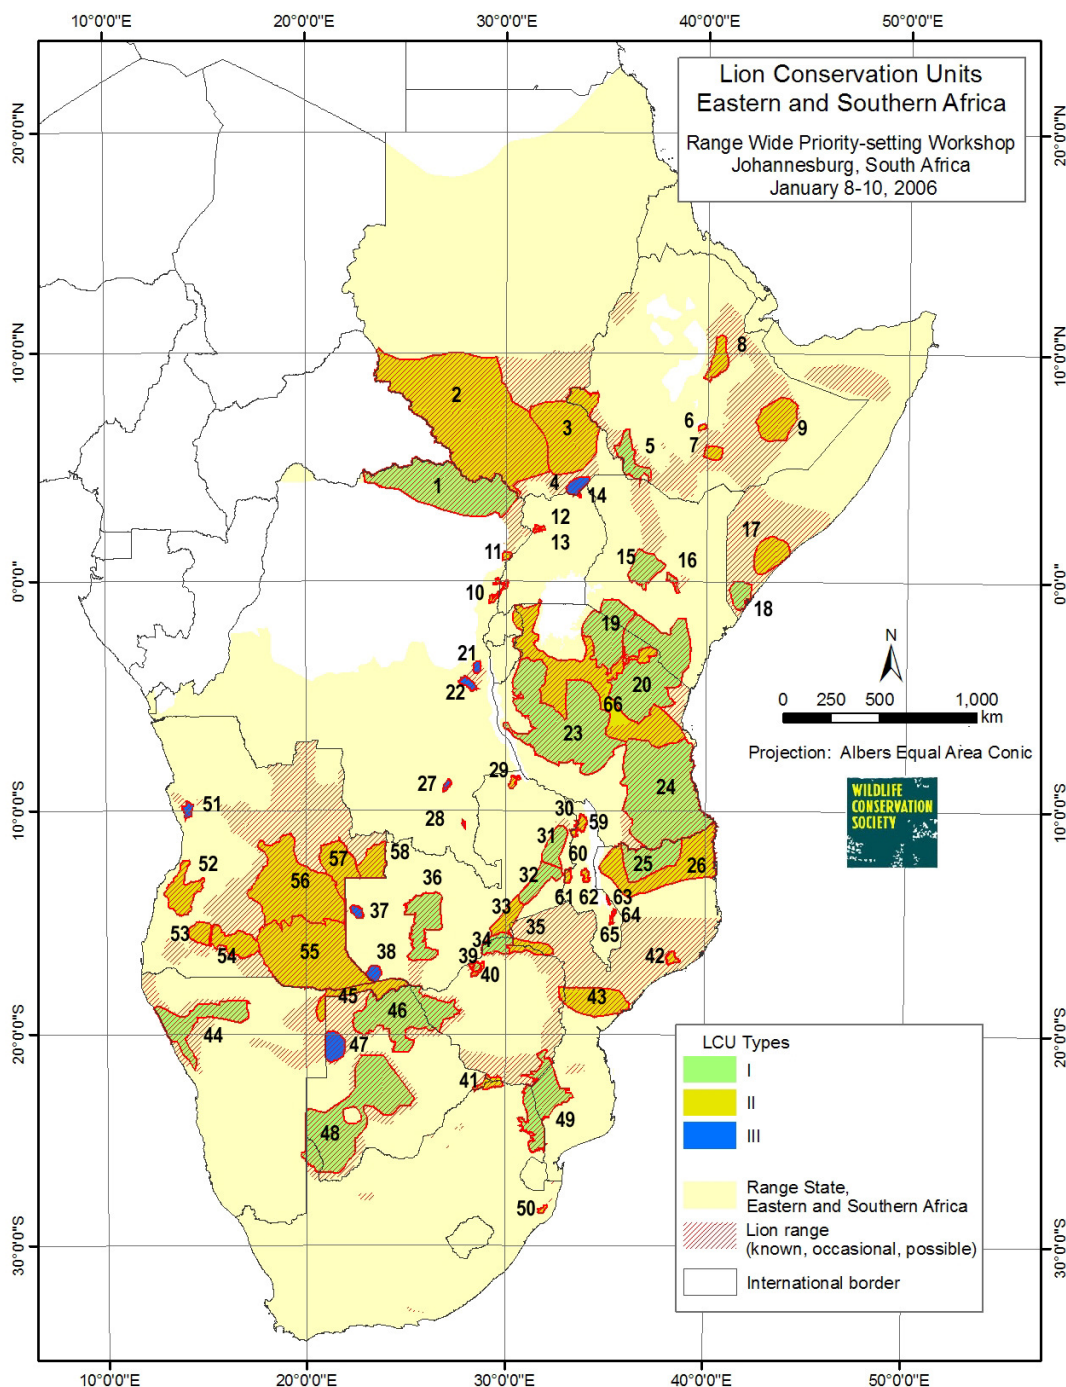 10°0'0"E 20°0'0"E 30°0'0"E 40°0'0"E 50°0'0"E
Lion Conservation Units
Eastern and Southern Africa
Range Wide Priority-setting Workshop
Johannesburg, South Africa
January 8-10, 2006
20°0'0"N 20°0'0"N
10°0'0"N 10°0'0"N
0°0'0" 0°0'0"
10°0'0"S 10°0'0"S
20°0'0"S 20°0'0"S
30°0'0"S 30°0'0"S
8
2
9
6
3
7
5
1
4
14
12
17
13
11
15
16
10
18
19
21
20
22
66
23
29
27
24
51
30
59
28
31
57
58
60
25
26
52
32
36
56
61
62
63
37
33
64
53
35
65
34
54
55
38
39
42
40
45
43
46
44
47
41
48
49
50
N
0 250 500 1,000
km
Projection: Albers Equal Area Conic
WILDLIFE
CONSERVATION
SOCIETY
LCU Types
I
II
III
Range State,
Eastern and Southern Africa
Lion range
(known, occasional, possible)
International border
10°0'0"E 20°0'0"E 30°0'0"E 40°0'0"E 50°0'0"E